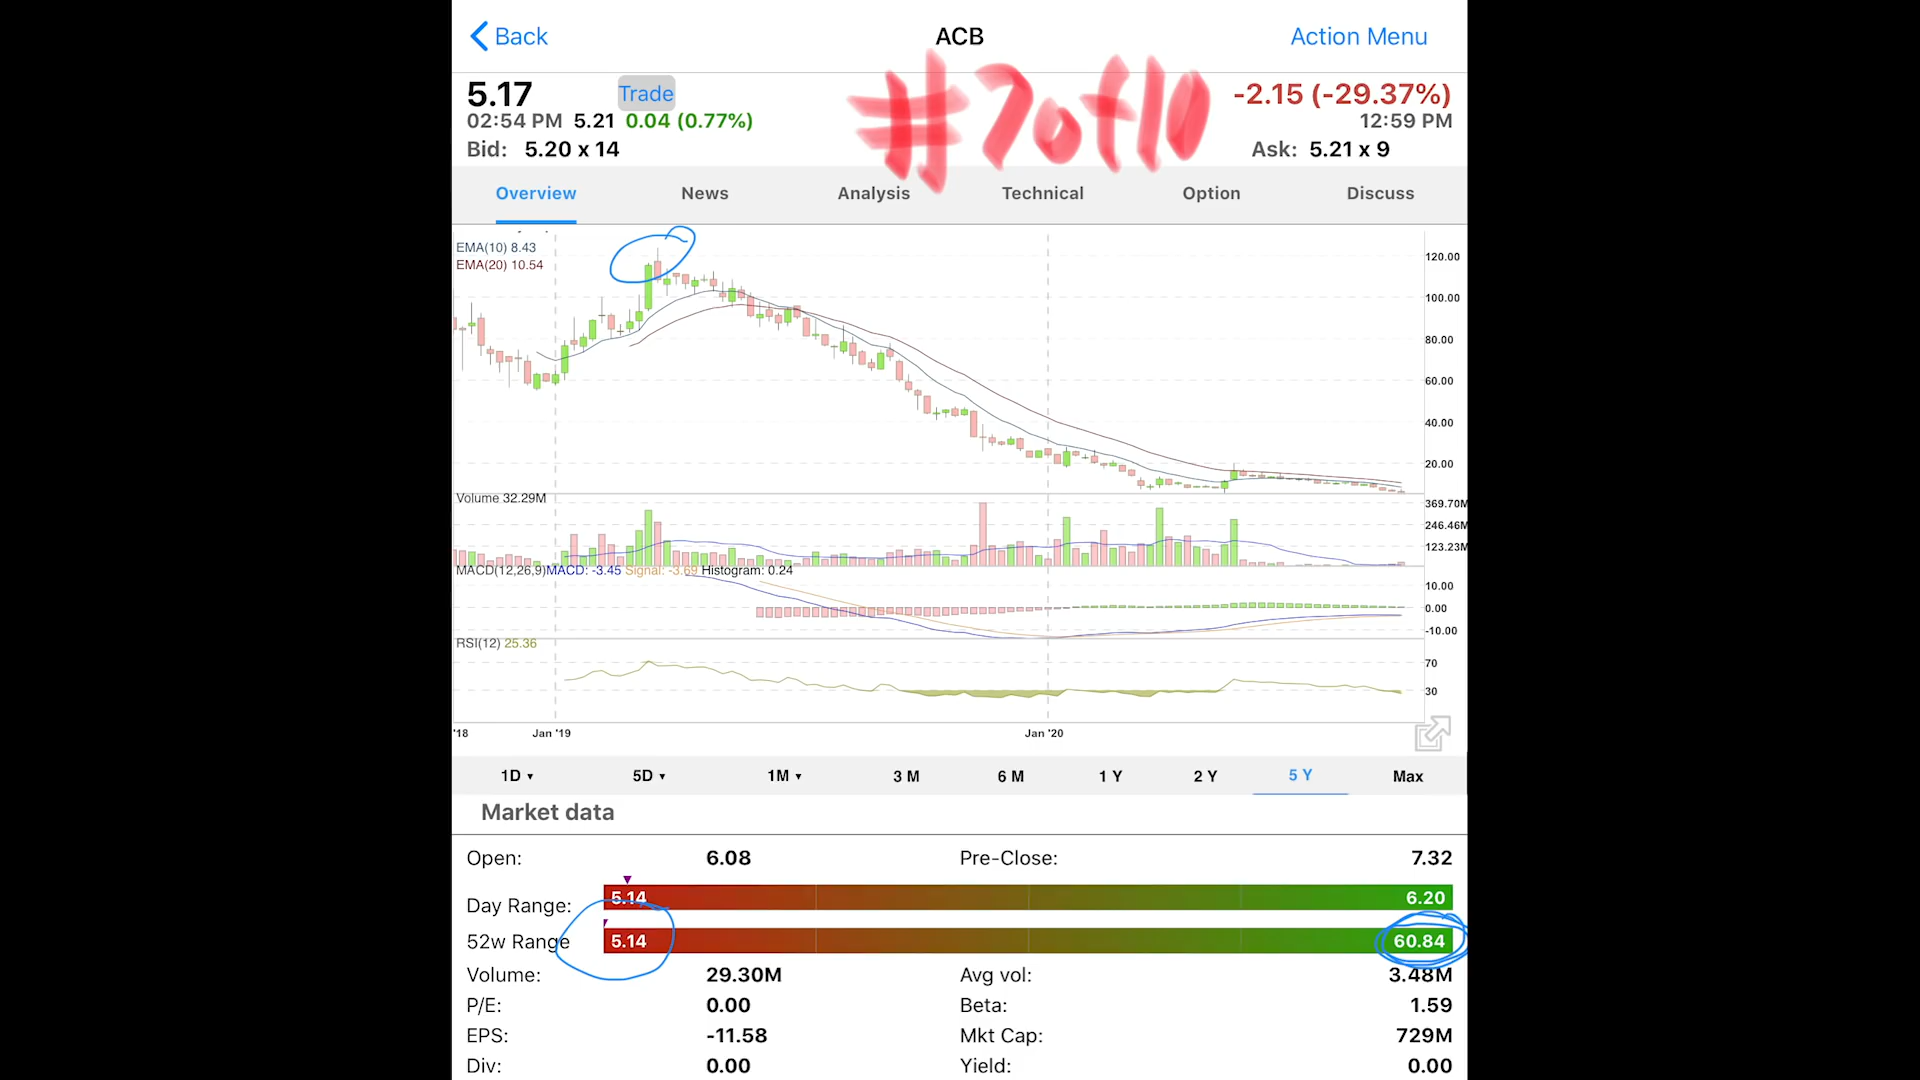 Back ACB Action Menu
#7of10
5.17 Trade -2.15 (-29.37%)
02:54 PM 5.21 0.04 (0.77%) 12:59 PM
Bid: 5.20 x 14 Ask: 5.21 x 9
Overview News Analysis Technical Option Discuss
EMA(10) 8.43
EMA(20) 10.54
120.00
100.00
80.00
60.00
40.00
20.00
Volume 32.29M
369.70M
246.46M
123.23M
MACD(12,26,9)MACD: -3.45 Signal: -3.69 Histogram: 0.24
10.00
0.00
-10.00
RSI(12) 25.36
70
30
'18 Jan '19 Jan '20
1D ▾ 5D ▾ 1M ▾ 3 M 6 M 1 Y 2 Y 5 Y Max
Market data
Open: 6.08 Pre-Close: 7.32
Day Range: 5.14 6.20
52w Range 5.14 60.84
Volume: 29.30M Avg vol: 3.48M
P/E: 0.00 Beta: 1.59
EPS: -11.58 Mkt Cap: 729M
Div: 0.00 Yield: 0.00